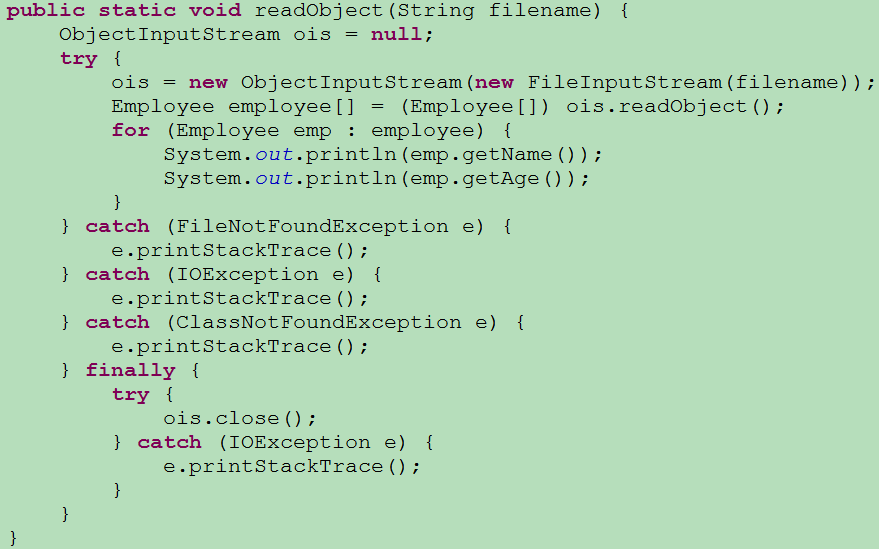 public static void readObject(String filename) {
    ObjectInputStream ois = null;
    try {
        ois = new ObjectInputStream(new FileInputStream(filename));
        Employee employee[] = (Employee[]) ois.readObject();
        for (Employee emp : employee) {
            System.out.println(emp.getName());
            System.out.println(emp.getAge());
        }
    } catch (FileNotFoundException e) {
        e.printStackTrace();
    } catch (IOException e) {
        e.printStackTrace();
    } catch (ClassNotFoundException e) {
        e.printStackTrace();
    } finally {
        try {
            ois.close();
        } catch (IOException e) {
            e.printStackTrace();
        }
    }
}